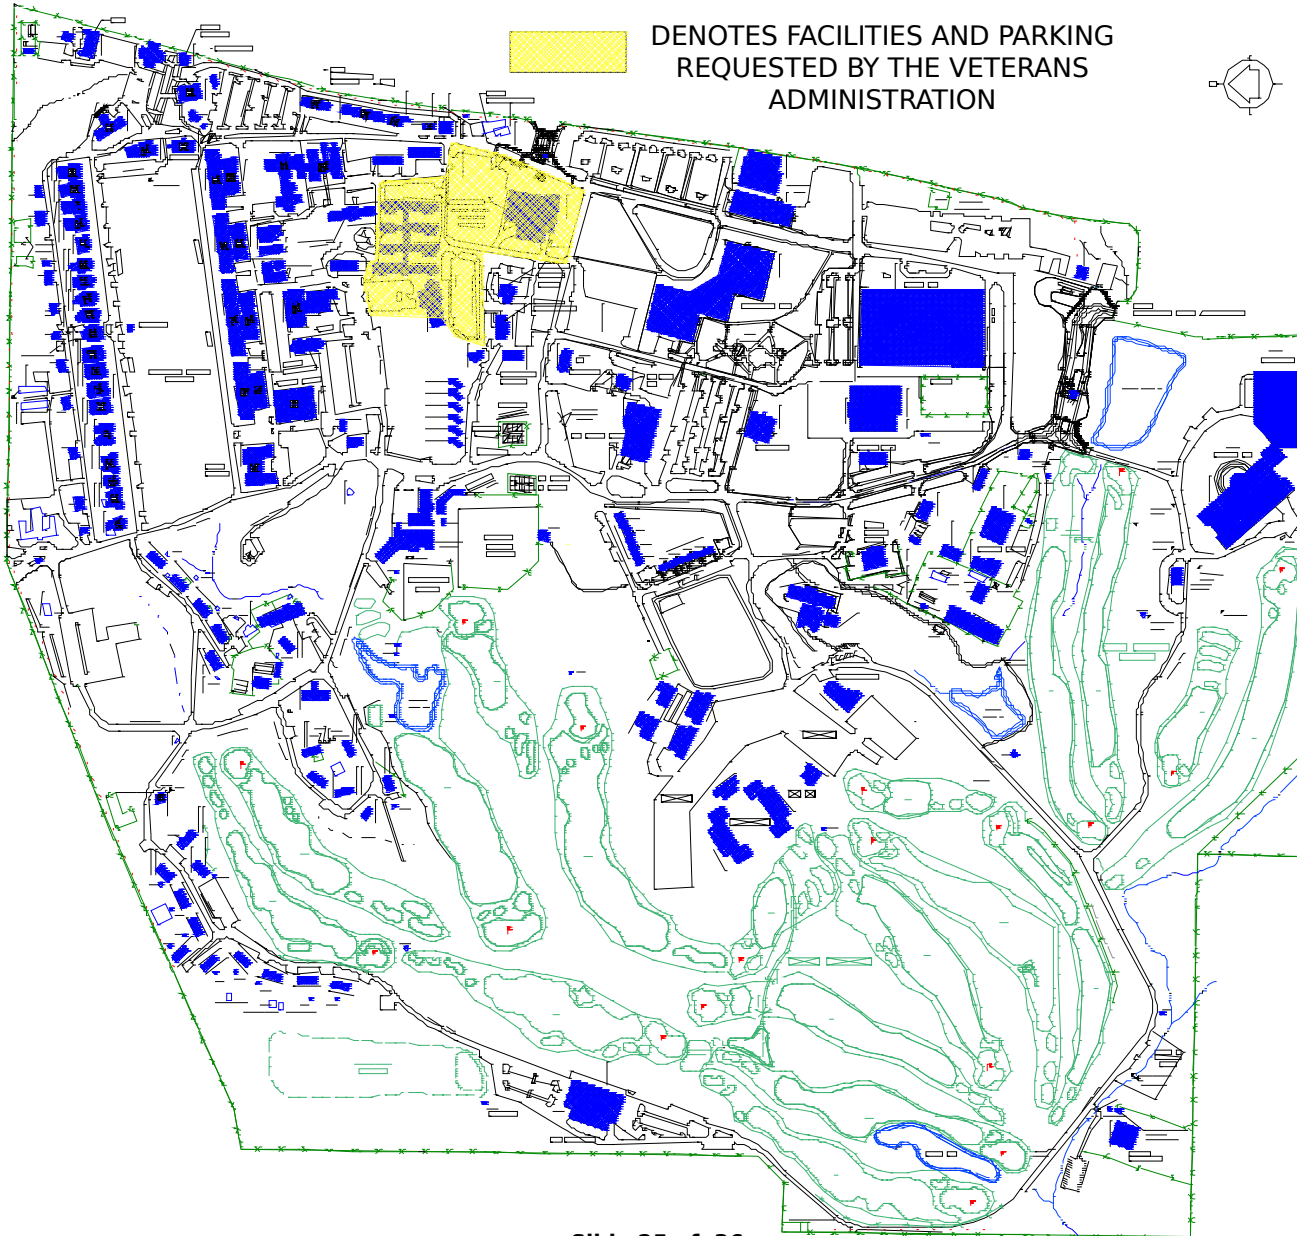 DENOTES FACILITIES AND PARKING
REQUESTED BY THE VETERANS
ADMINISTRATION